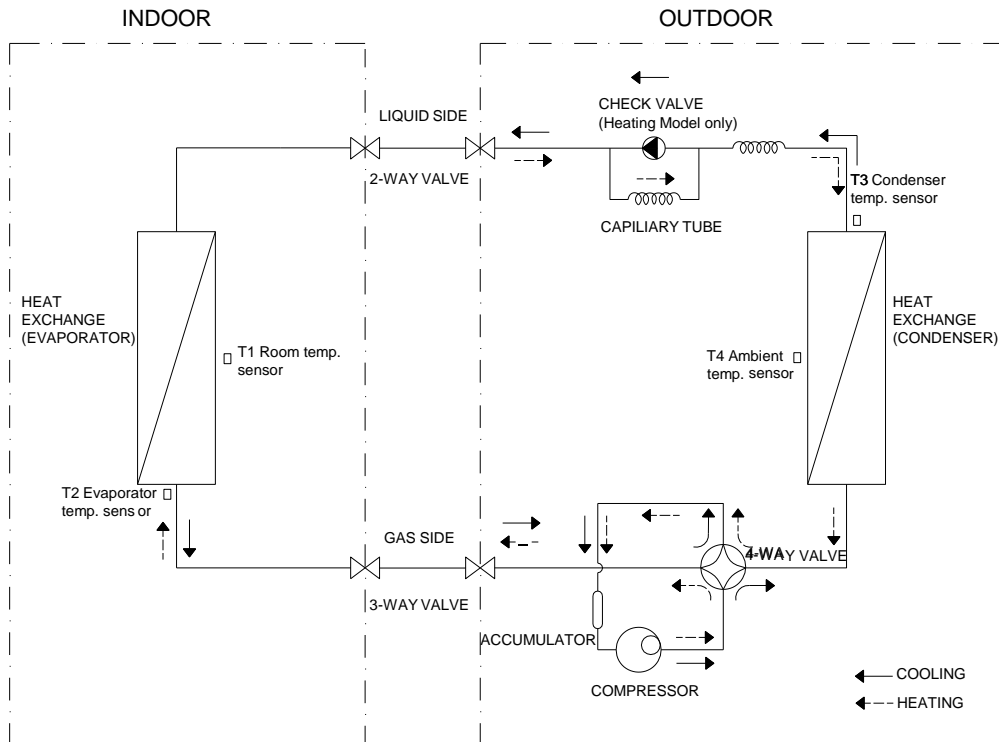 INDOOR
OUTDOOR
LIQUID SIDE
CHECK VALVE
(Heating Model only)
2-WAY VALVE
T3 Condenser
temp. sensor
CAPILIARY TUBE
HEAT
EXCHANGE
(EVAPORATOR)
T1 Room temp.
sensor
T4 Ambient
temp. sensor
HEAT
EXCHANGE
(CONDENSER)
T2 Evaporator
temp. sensor
GAS SIDE
4-WAY VALVE
3-WAY VALVE
ACCUMULATOR
COMPRESSOR
COOLING
HEATING